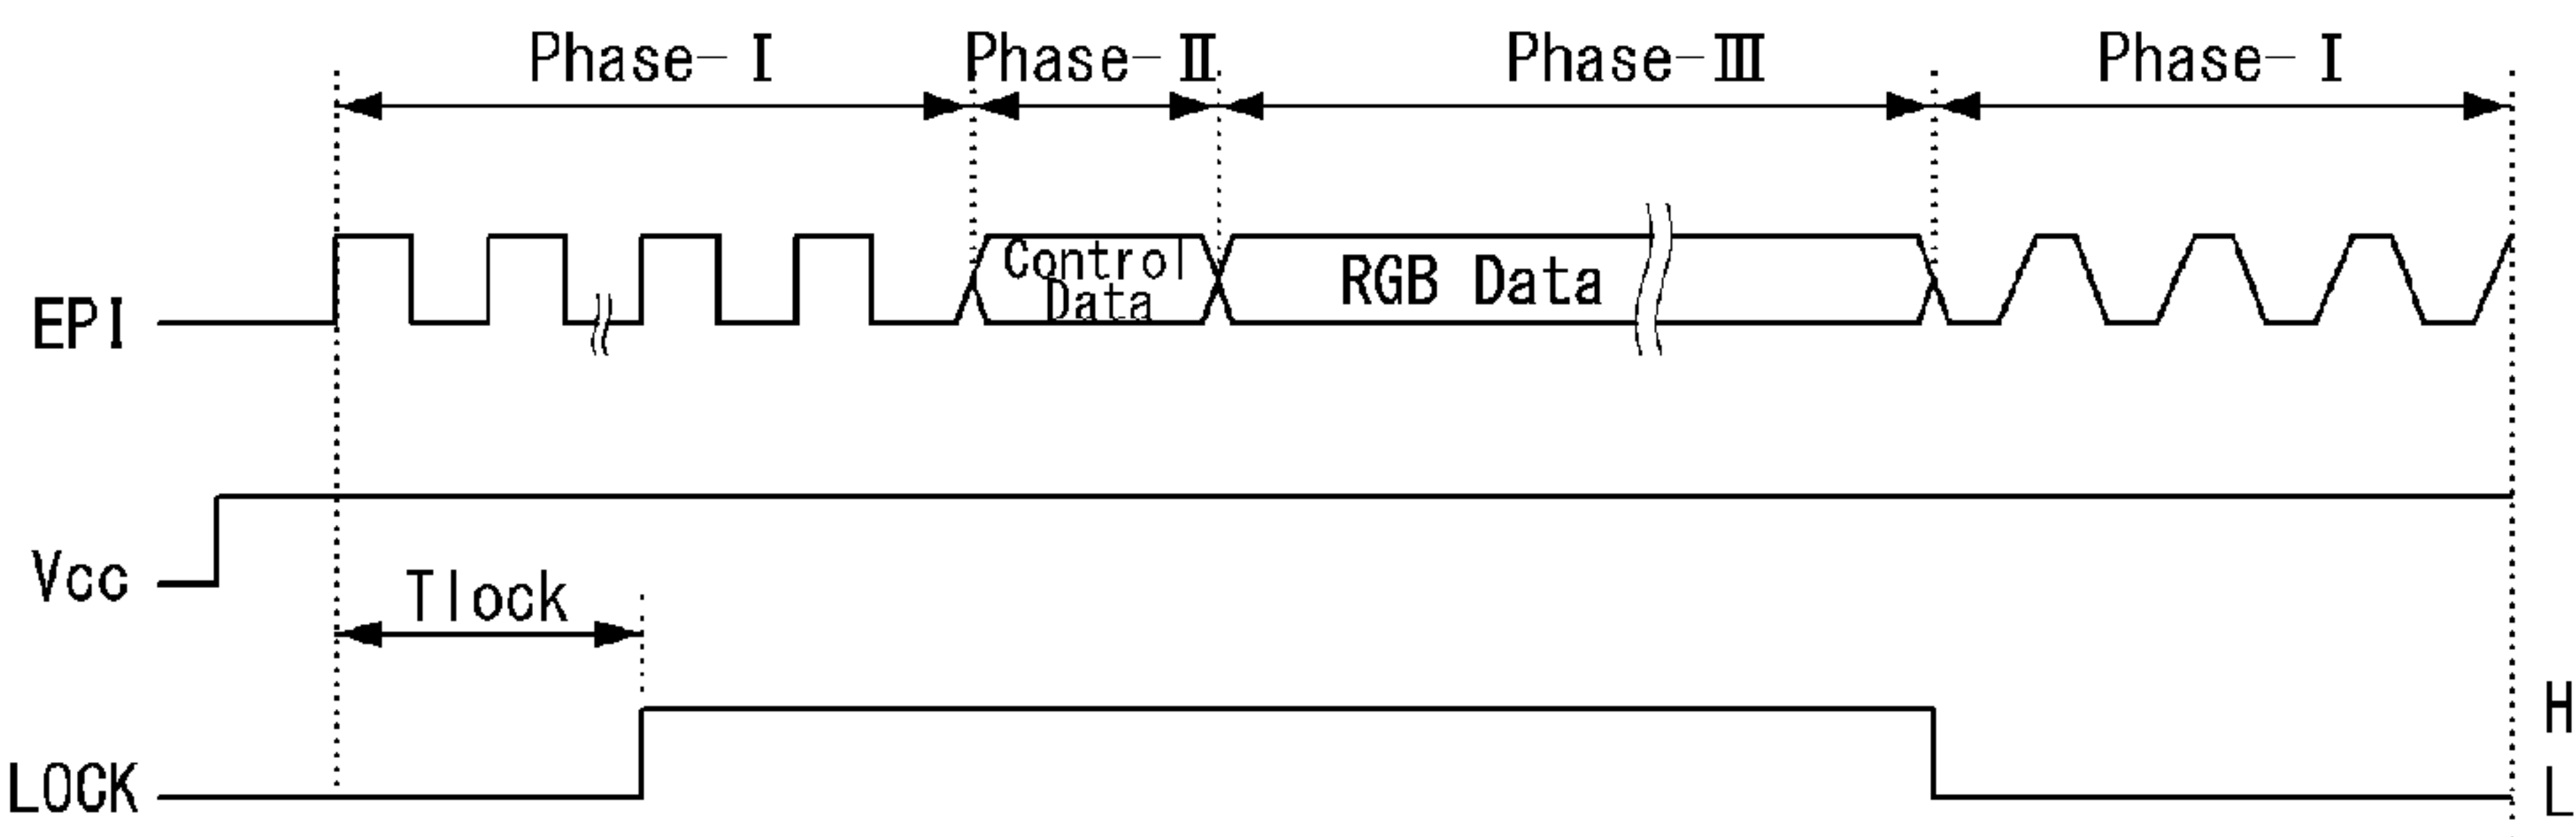 Phase-Ⅰ Phase-Ⅱ Phase-Ⅲ Phase-Ⅰ
EPI
Control
Data
RGB Data
Vcc
Tlock
LOCK
H
L